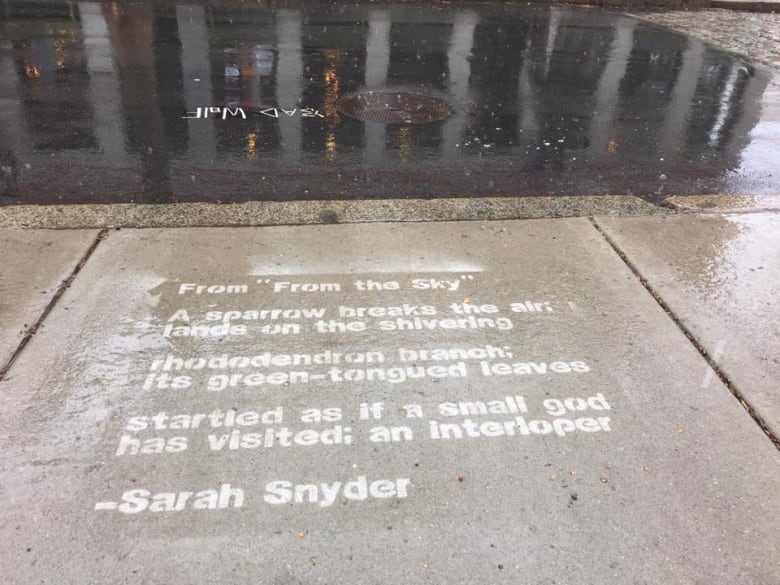 From "From the Sky"
A sparrow breaks the air;
lands on the shivering
rhododendron branch;
its green-tongued leaves
startled as if a small god
has visited; an interloper
-Sarah Snyder